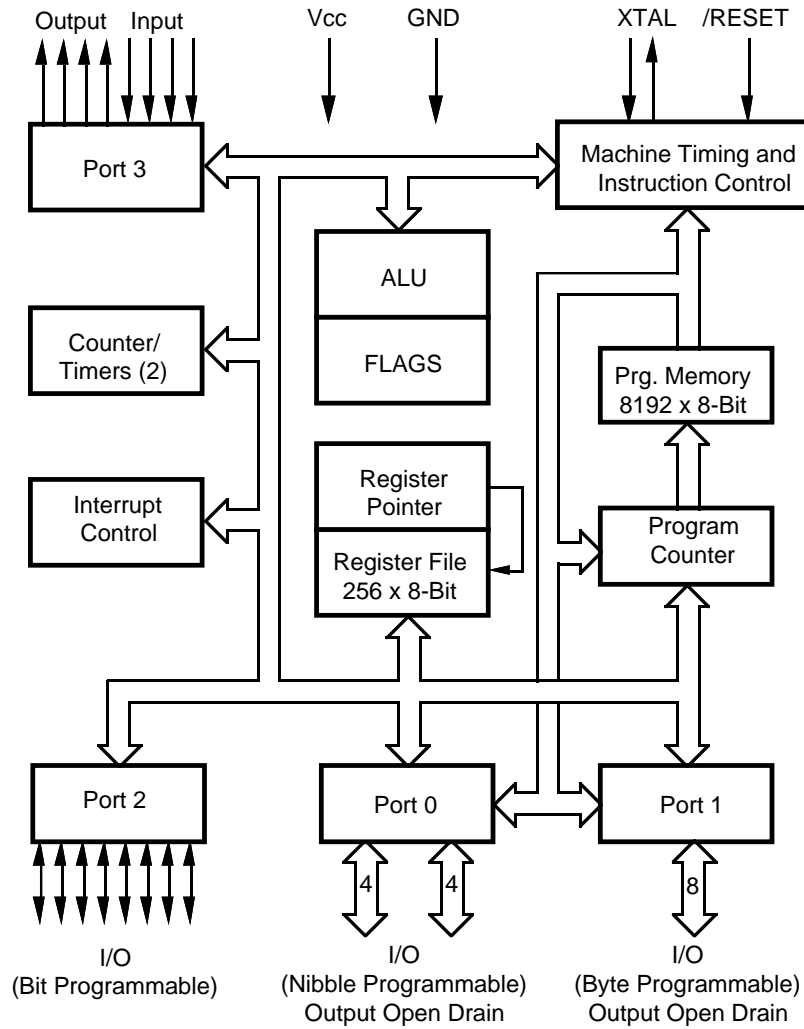 Output Input Vcc GND XTAL /RESET
Port 3
Machine Timing and
Instruction Control
ALU
FLAGS
Counter/
Timers (2)
Prg. Memory
8192 x 8-Bit
Register
Pointer
Interrupt
Control
Program
Counter
Register File
256 x 8-Bit
Port 2
Port 0
Port 1
4
4
8
I/O
(Bit Programmable)
I/O
(Nibble Programmable)
Output Open Drain
I/O
(Byte Programmable)
Output Open Drain